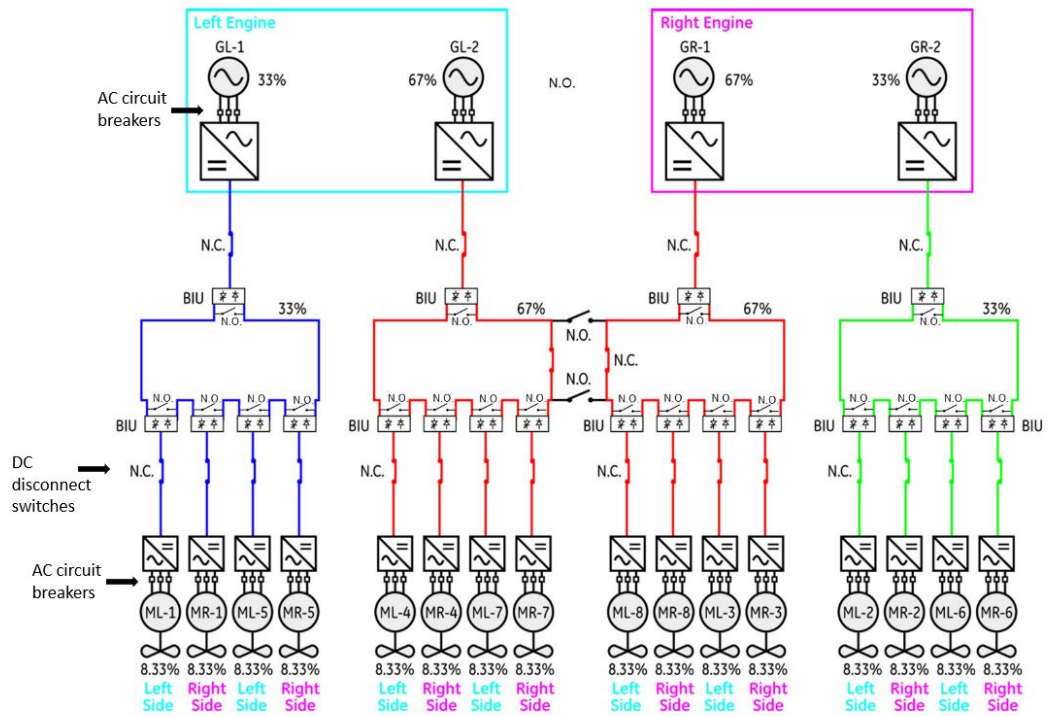 Left Engine
Right Engine
GL-1
GL-2
GR-1
GR-2
33%
67%
N.O.
67%
33%
AC circuit
breakers
N.C.
N.C.
N.C.
N.C.
BIU
BIU
BIU
BIU
33%
67%
67%
33%
N.O.
N.O.
N.O.
N.O.
N.O.
N.C.
N.O.
N.O. N.O. N.O. N.O.
N.O. N.O. N.O. N.O.
N.O. N.O. N.O. N.O.
N.O. N.O. N.O. N.O.
BIU
BIU
BIU
BIU
BIU
DC
disconnect
switches
N.C.
N.C.
N.C.
N.C.
AC circuit
breakers
ML-1 MR-1 ML-5 MR-5
ML-4 MR-4 ML-7 MR-7
ML-8 MR-8 ML-3 MR-3
ML-2 MR-2 ML-6 MR-6
8.33% 8.33% 8.33% 8.33%
8.33% 8.33% 8.33% 8.33%
8.33% 8.33% 8.33% 8.33%
8.33% 8.33% 8.33% 8.33%
Left Right Left Right
Side Side Side Side
Left Right Left Right
Side Side Side Side
Left Right Left Right
Side Side Side Side
Left Right Left Right
Side Side Side Side